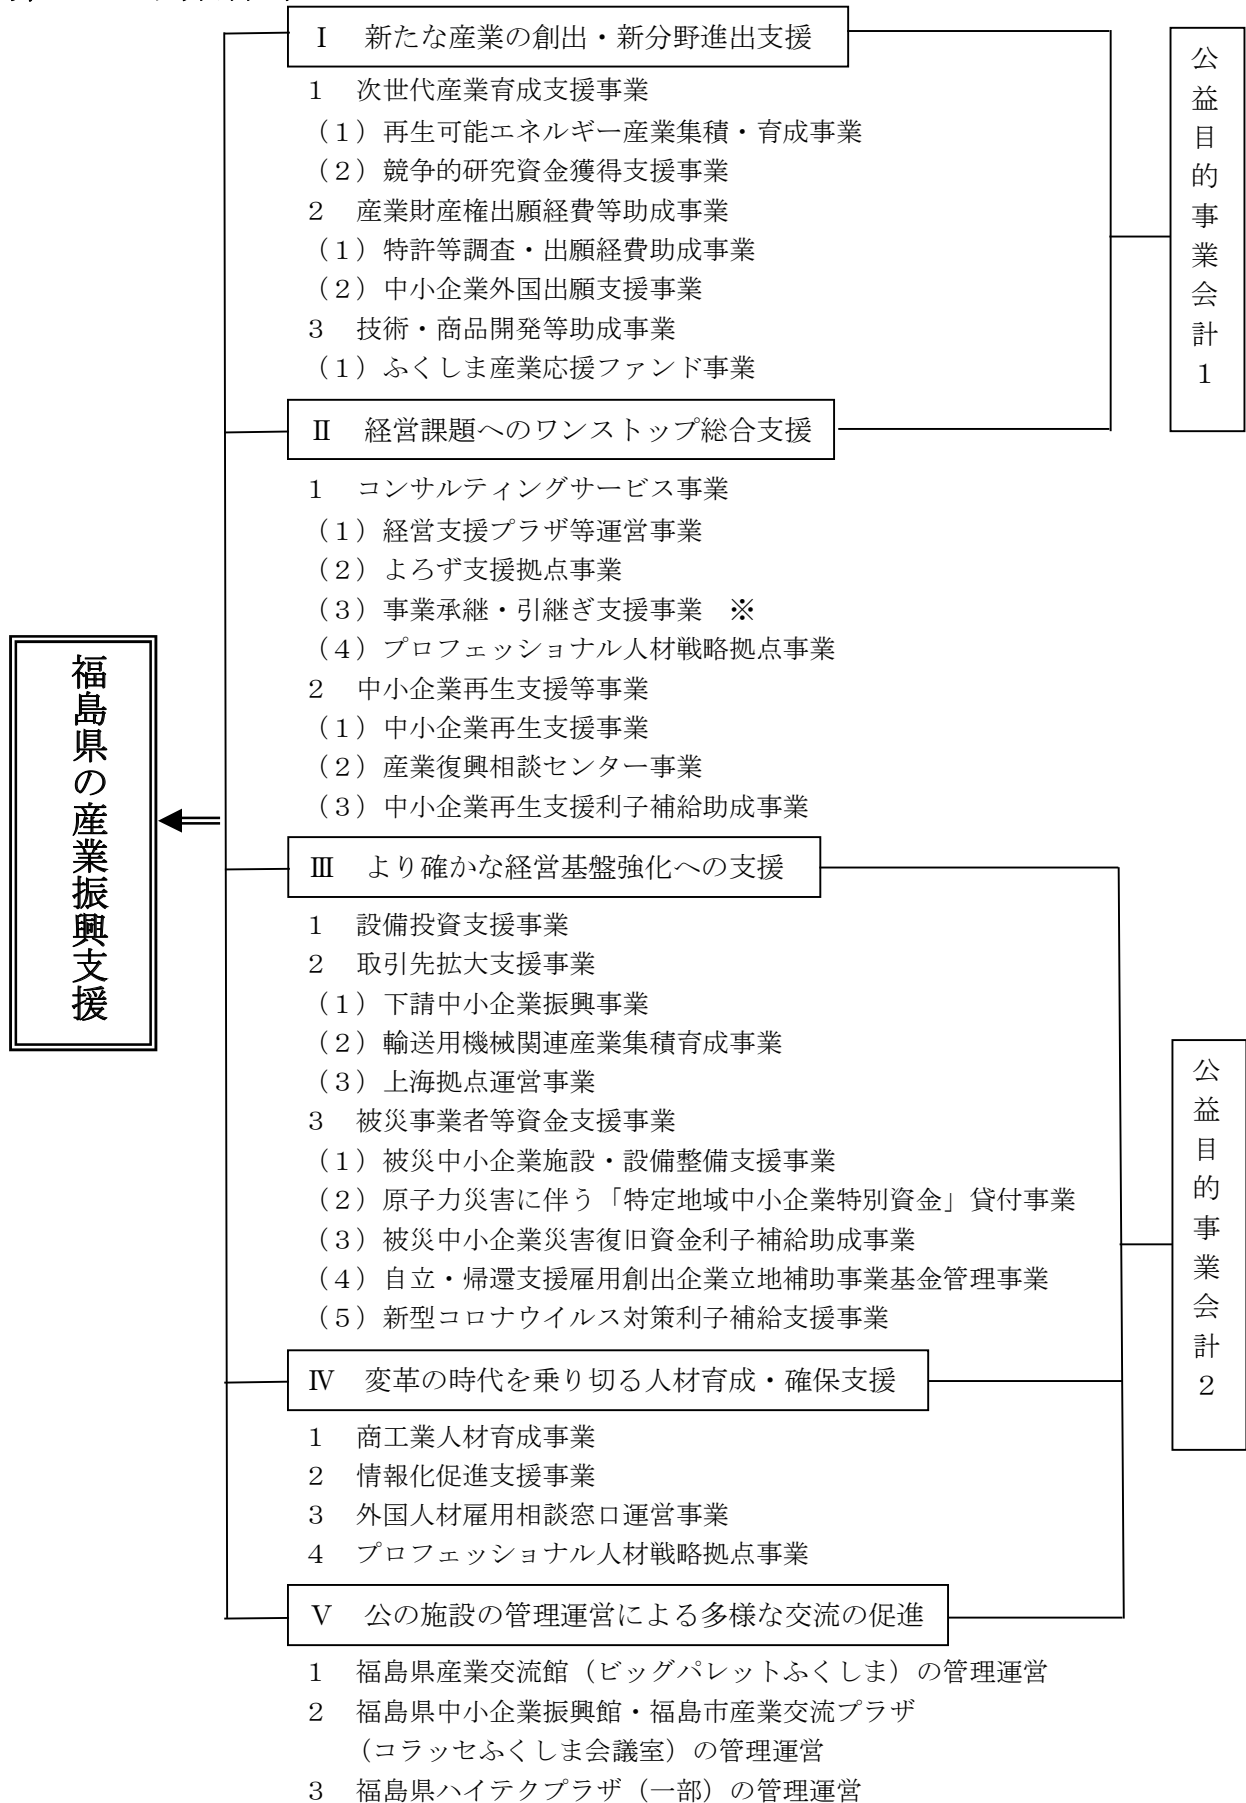 Ⅰ　新たな産業の創出・新分野進出支援
1　次世代産業育成支援事業
（1）再生可能エネルギー産業集積・育成事業
（2）競争的研究資金獲得支援事業
2　産業財産権出願経費等助成事業
（1）特許等調査・出願経費助成事業
（2）中小企業外国出願支援事業
3　技術・商品開発等助成事業
（1）ふくしま産業応援ファンド事業
公益目的事業会計1
Ⅱ　経営課題へのワンストップ総合支援
1　コンサルティングサービス事業
（1）経営支援プラザ等運営事業
（2）よろず支援拠点事業
（3）事業承継・引継ぎ支援事業　※
（4）プロフェッショナル人材戦略拠点事業
2　中小企業再生支援等事業
（1）中小企業再生支援事業
（2）産業復興相談センター事業
（3）中小企業再生支援利子補給助成事業
福島県の産業振興支援
Ⅲ　より確かな経営基盤強化への支援
1　設備投資支援事業
2　取引先拡大支援事業
（1）下請中小企業振興事業
（2）輸送用機械関連産業集積育成事業
（3）上海拠点運営事業
3　被災事業者等資金支援事業
（1）被災中小企業施設・設備整備支援事業
（2）原子力災害に伴う「特定地域中小企業特別資金」貸付事業
（3）被災中小企業災害復旧資金利子補給助成事業
（4）自立・帰還支援雇用創出企業立地補助事業基金管理事業
（5）新型コロナウイルス対策利子補給支援事業
公益目的事業会計2
Ⅳ　変革の時代を乗り切る人材育成・確保支援
1　商工業人材育成事業
2　情報化促進支援事業
3　外国人材雇用相談窓口運営事業
4　プロフェッショナル人材戦略拠点事業
Ⅴ　公の施設の管理運営による多様な交流の促進
1　福島県産業交流館（ビッグパレットふくしま）の管理運営
2　福島県中小企業振興館・福島市産業交流プラザ
（コラッセふくしま会議室）の管理運営
3　福島県ハイテクプラザ（一部）の管理運営